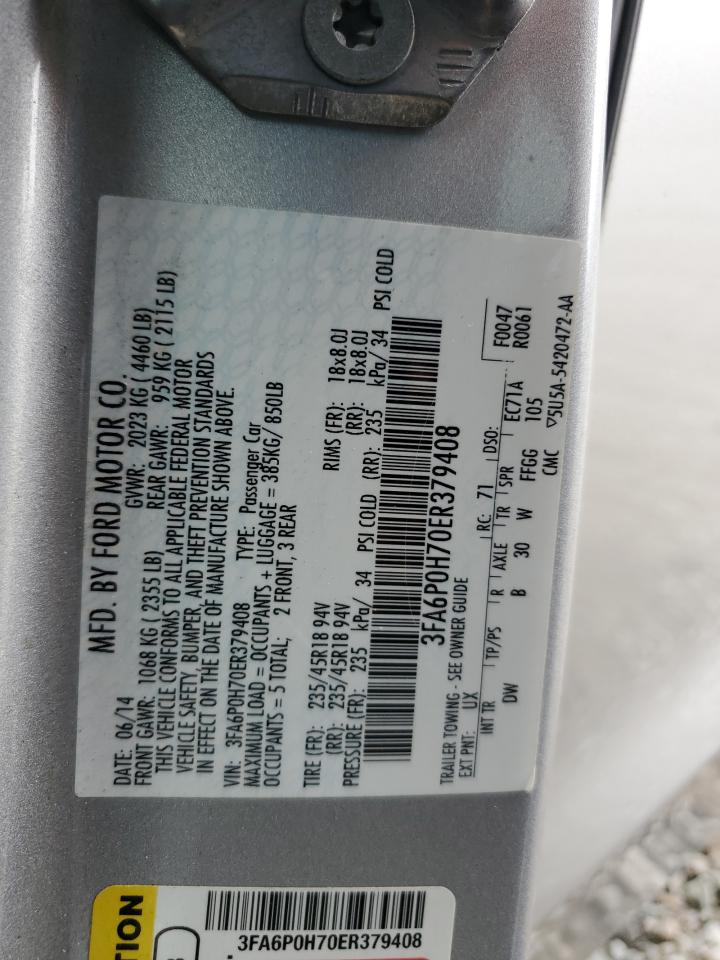 MFD. BY FORD MOTOR CO.
DATE: 06/14 GVWR: 2023 KG ( 4460 LB)
FRONT GAWR: 1068 KG ( 2355 LB) REAR GAWR: 959 KG ( 2115 LB)
THIS VEHICLE CONFORMS TO ALL APPLICABLE FEDERAL MOTOR
VEHICLE SAFETY, BUMPER, AND THEFT PREVENTION STANDARDS
IN EFFECT ON THE DATE OF MANUFACTURE SHOWN ABOVE.
VIN: 3FA6P0H70ER379408 TYPE: Passenger Car
MAXIMUM LOAD = OCCUPANTS + LUGGAGE = 385KG/ 850LB
OCCUPANTS = 5 TOTAL; 2 FRONT, 3 REAR
TIRE (FR): 235/45R18 94V RIMS (FR): 18x8.0J
(RR): 235/45R18 94V (RR): 18x8.0J
PRESSURE (FR): 235 kPa/ 34 PSI COLD (RR): 235 kPa/ 34 PSI COLD
3FA6P0H70ER379408
TRAILER TOWING - SEE OWNER GUIDE
EXT PNT: UX RC: 71 DSO: F0047
INT TR TP/PS R AXLE TR SPR EC71A R0061
DW B 30 W FFGG 105
CMC ▽5U5A-5420472-AA
TION
3FA6P0H70ER379408